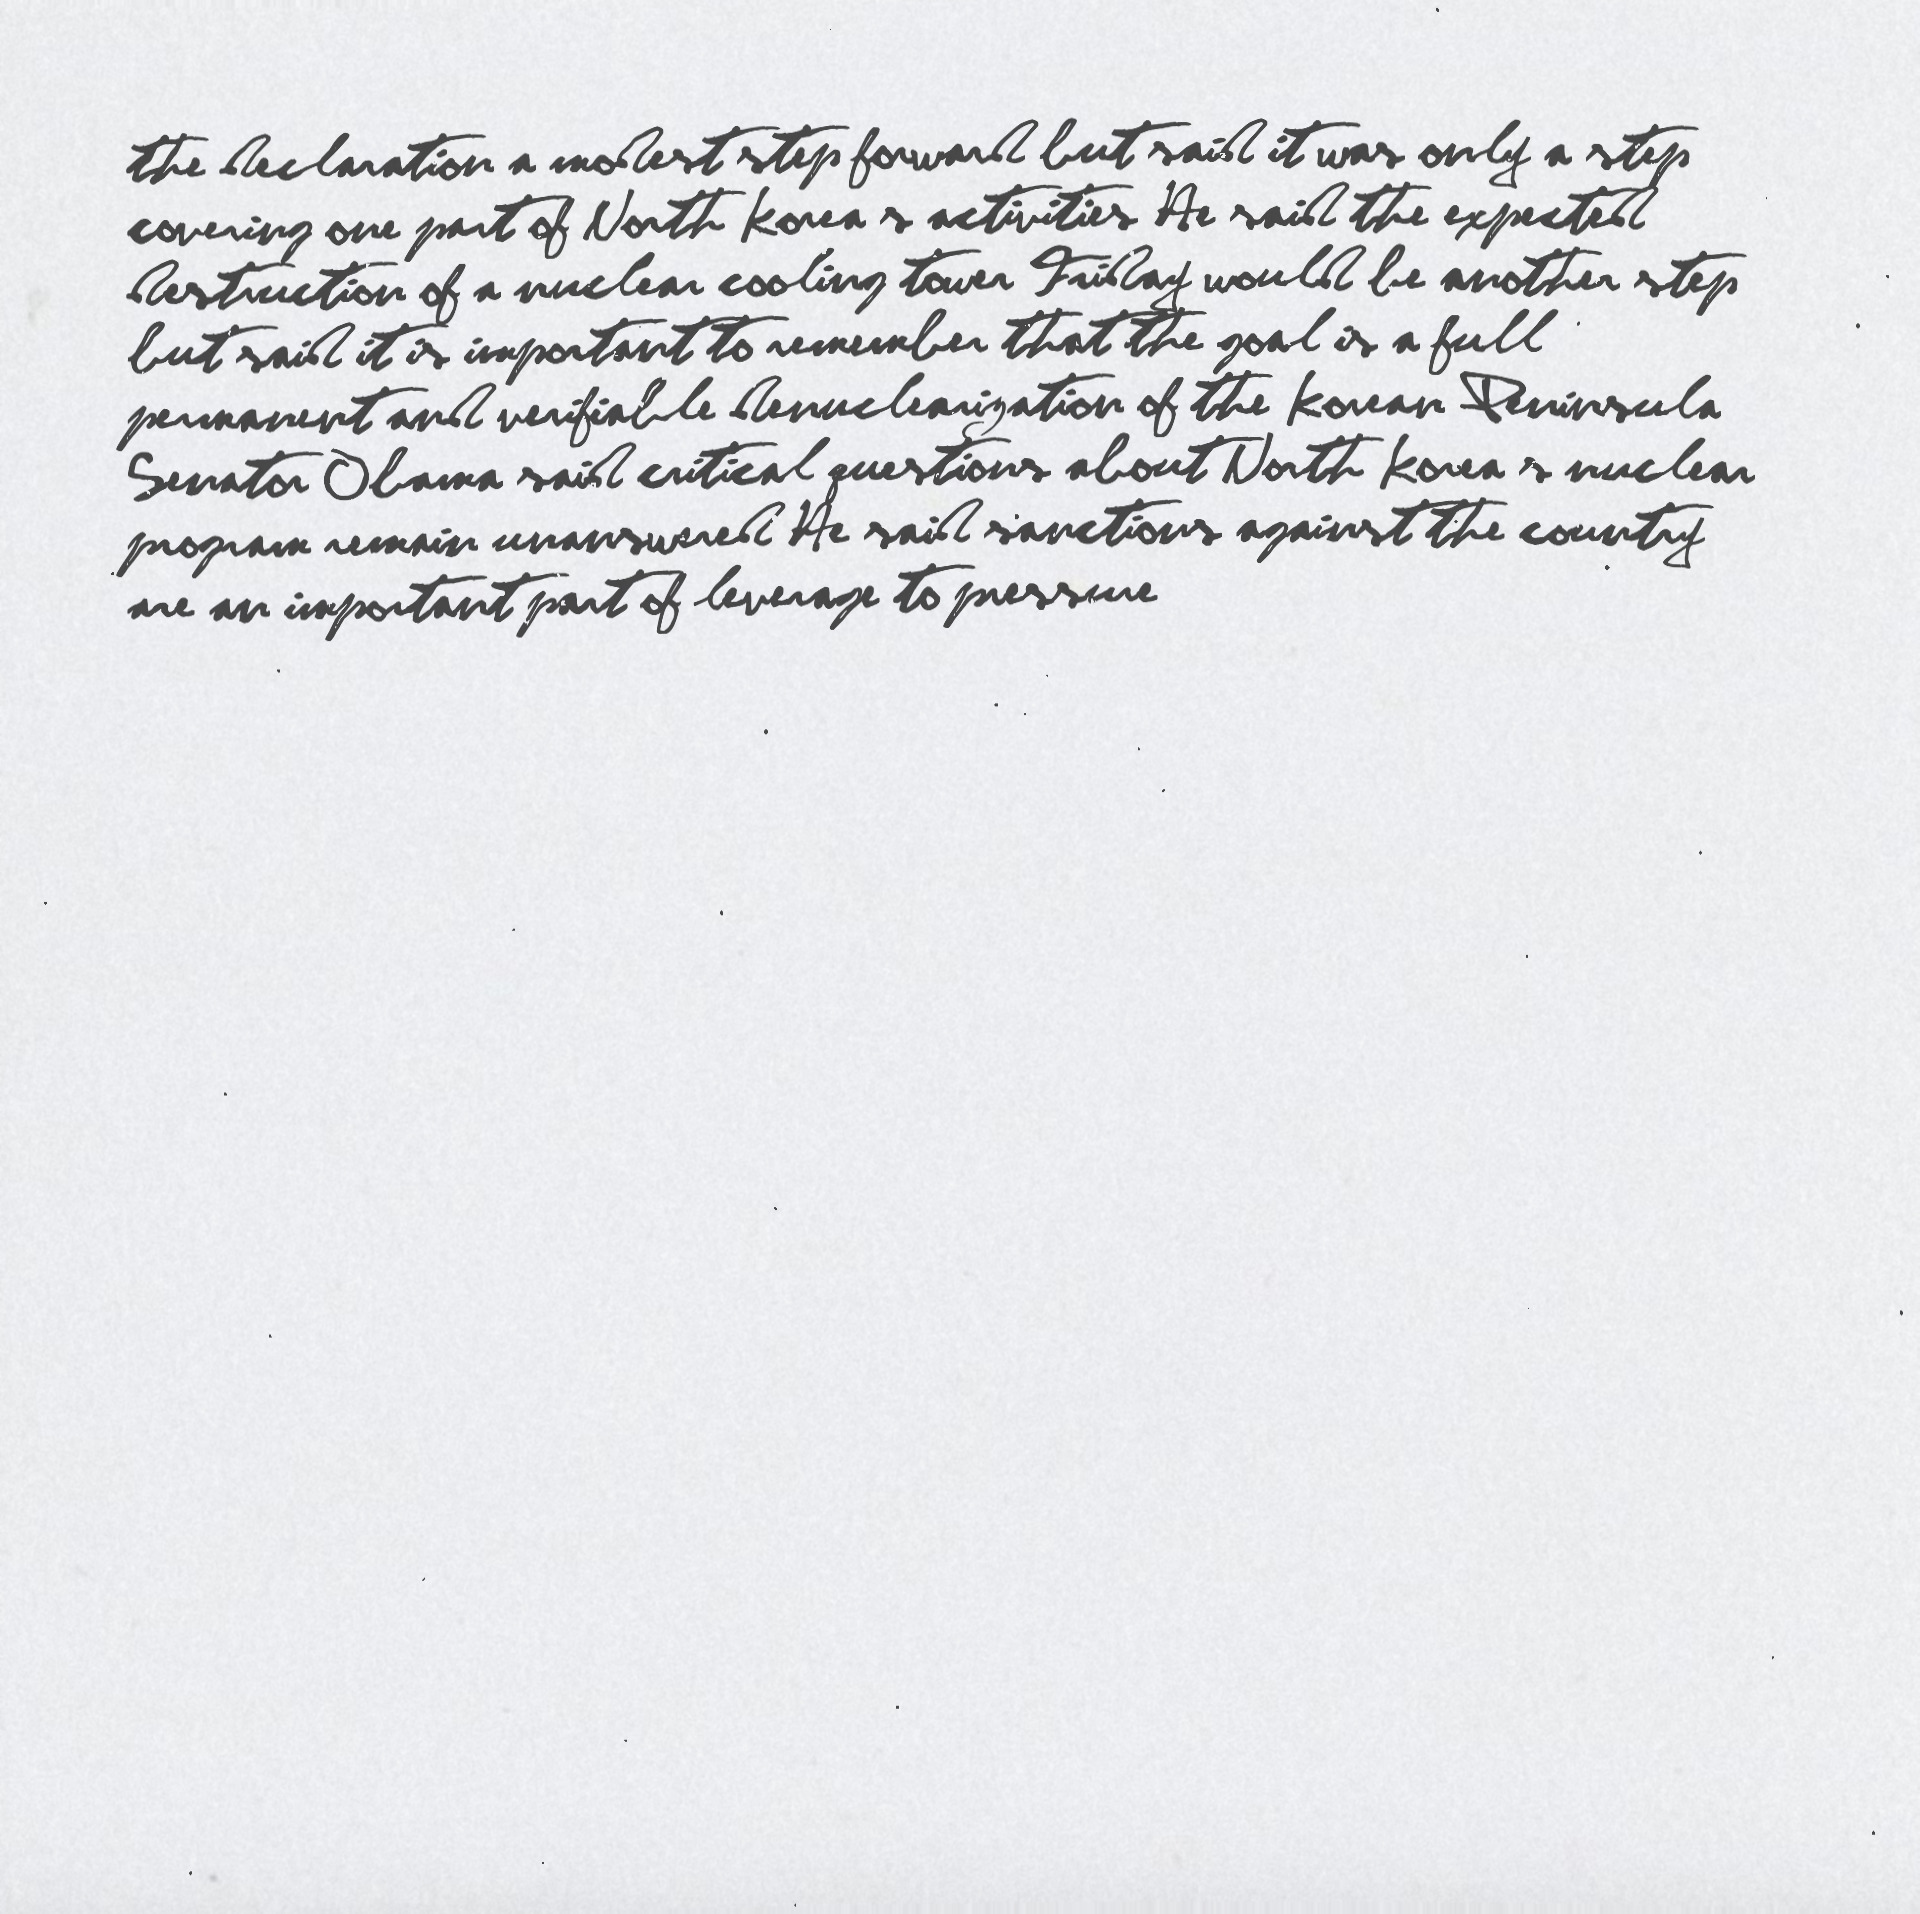 the declaration a modest step forward but said it was only a step
covering one part of North Korea s activities He said the expected
destruction of a nuclear cooling tower Friday would be another step
but said it is important to remember that the goal is a full
permanent and verifiable denuclearization of the Korean Peninsula
Senator Obama said critical questions about North Korea s nuclear
program remain unanswered He said sanctions against the country
are an important part of leverage to pressure